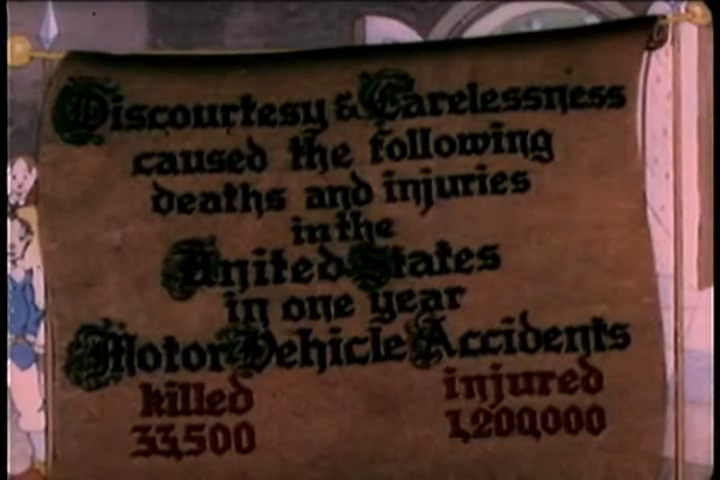 Discourtesy & Carelessness
caused the following
deaths and injuries
in the
United States
in one year
Motor Vehicle Accidents
killed injured
33,500 1,200,000